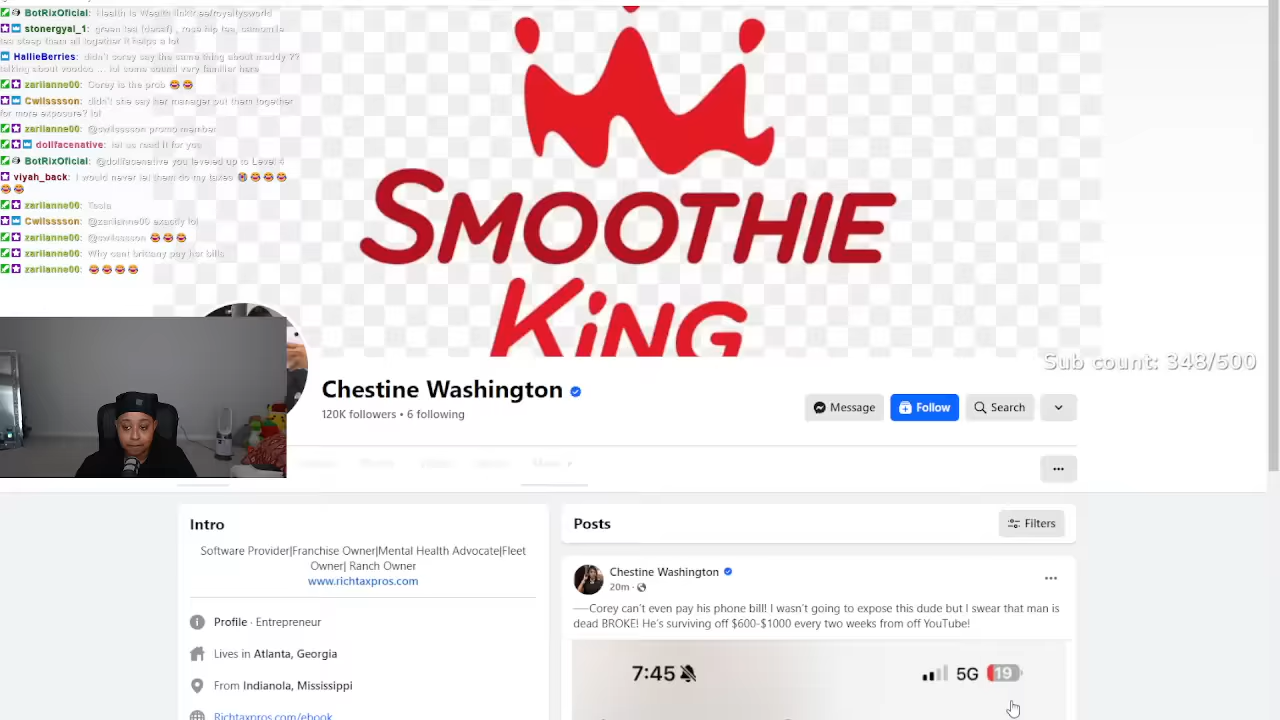 BotRixOficial: Health is Wealth linktr.ee/royaltysworld
stonergyal_1: green tea (decaf) , rose hip tea, camomile
tea steep them all together it helps a lot
HallieBerries: didn't corey say the same thing about maddy ??
talking about voodoo ... lol some sound very familiar here
zarilanne00: Corey is the prob 😂 😂
Cwilsssson: didn't she say her manager put them together
for more exposure? lol
zarilanne00: @cwilsssson promo member
dollfacenative: let us read it for you
BotRixOficial: @dollfacenative you leveled up to Level 4
viyah_back: I would never let them do my taxes 😭 😂 😂 😂
😂 😂
zarilanne00: Tasia
Cwilsssson: @zarilanne00 exactly lol
zarilanne00: @cwilsssson 😂 😂 😂
zarilanne00: Why cant brittany pay her bills
zarilanne00: 😂 😂 😂 😂
SMOOTHIE
KiNG
Sub count: 348/500
Chestine Washington
120K followers • 6 following
Message
Follow
Search
More
Intro
Software Provider|Franchise Owner|Mental Health Advocate|Fleet
Owner| Ranch Owner
www.richtaxpros.com
Profile · Entrepreneur
Lives in Atlanta, Georgia
From Indianola, Mississippi
Richtaxpros.com/ebook
Posts
Filters
Chestine Washington
20m ·
—-Corey can't even pay his phone bill! I wasn't going to expose this dude but I swear that man is
dead BROKE! He's surviving off $600-$1000 every two weeks from off YouTube!
7:45
5G
19